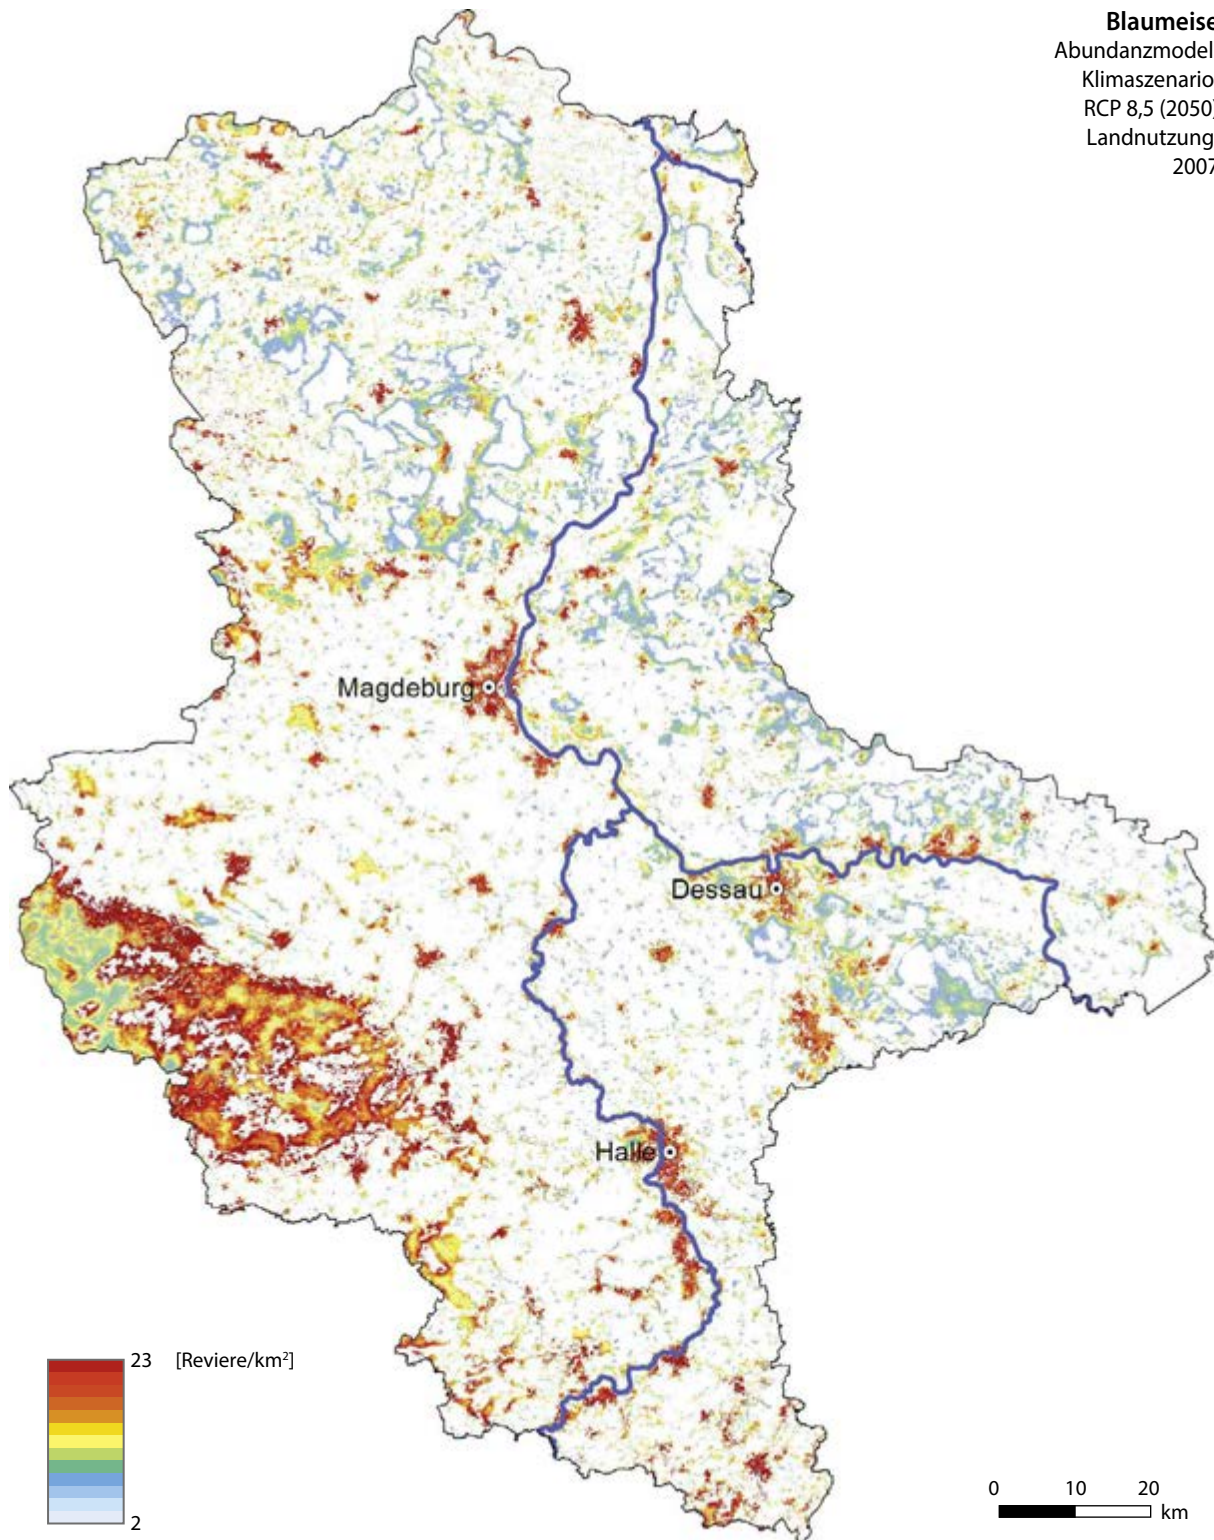 Blaumeise
Abundanzmodell
Klimaszenario
RCP 8,5 (2050)
Landnutzung
2007
Magdeburg
Dessau
Halle
23 [Reviere/km²]
2
0 10 20
km